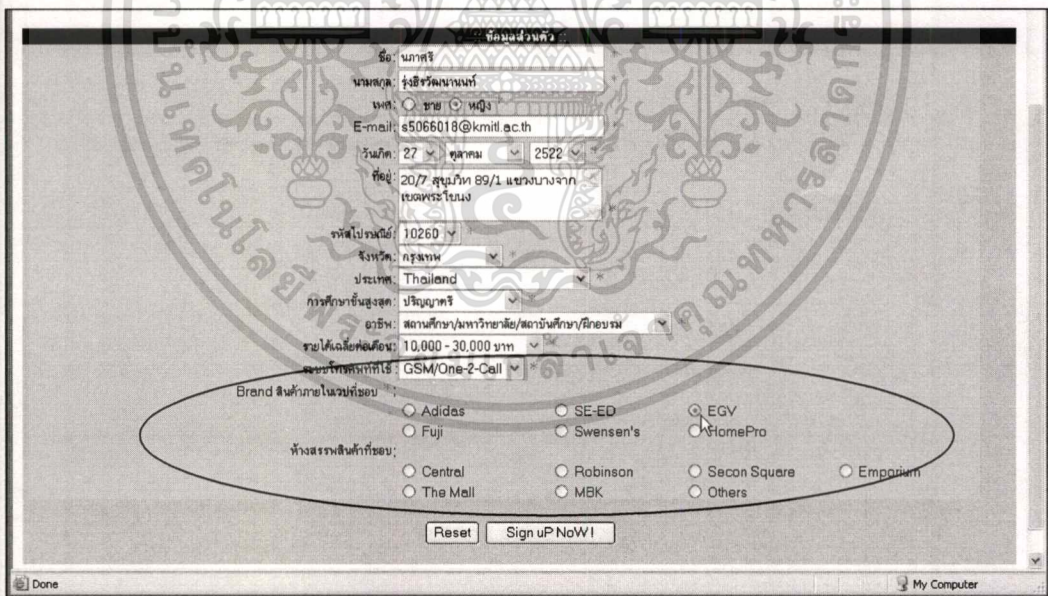 :: ข้อมูลส่วนตัว ::
ชื่อ: นภาศรี
นามสกุล: รุ่งธิรวัฒนานนท์ *
เพศ: ชาย หญิง
E-mail: s5066018@kmitl.ac.th
วันเกิด: 27 ตุลาคม 2522 *
ที่อยู่: 20/7 สุขุมวิท 89/1 แขวงบางจาก
เขตพระโขนง *
รหัสไปรษณีย์: 10260
จังหวัด: กรุงเทพ *
ประเทศ: Thailand *
การศึกษาชั้นสูงสุด: ปริญญาตรี *
อาชีพ: สถานศึกษา/มหาวิทยาลัย/สถาบันศึกษา/ฝึกอบรม *
รายได้เฉลี่ยต่อเดือน: 10,000 - 30,000 บาท *
ระบบโทรศัพท์ที่ใช้ : GSM/One-2-Call *
Brand สินค้าภายในเวปที่ชอบ :
Adidas SE-ED EGV
Fuji Swensen's HomePro
ห้างสรรพสินค้าที่ชอบ:
Central Robinson Secon Square Emporium
The Mall MBK Others
Reset Sign uP NoW!
Done My Computer